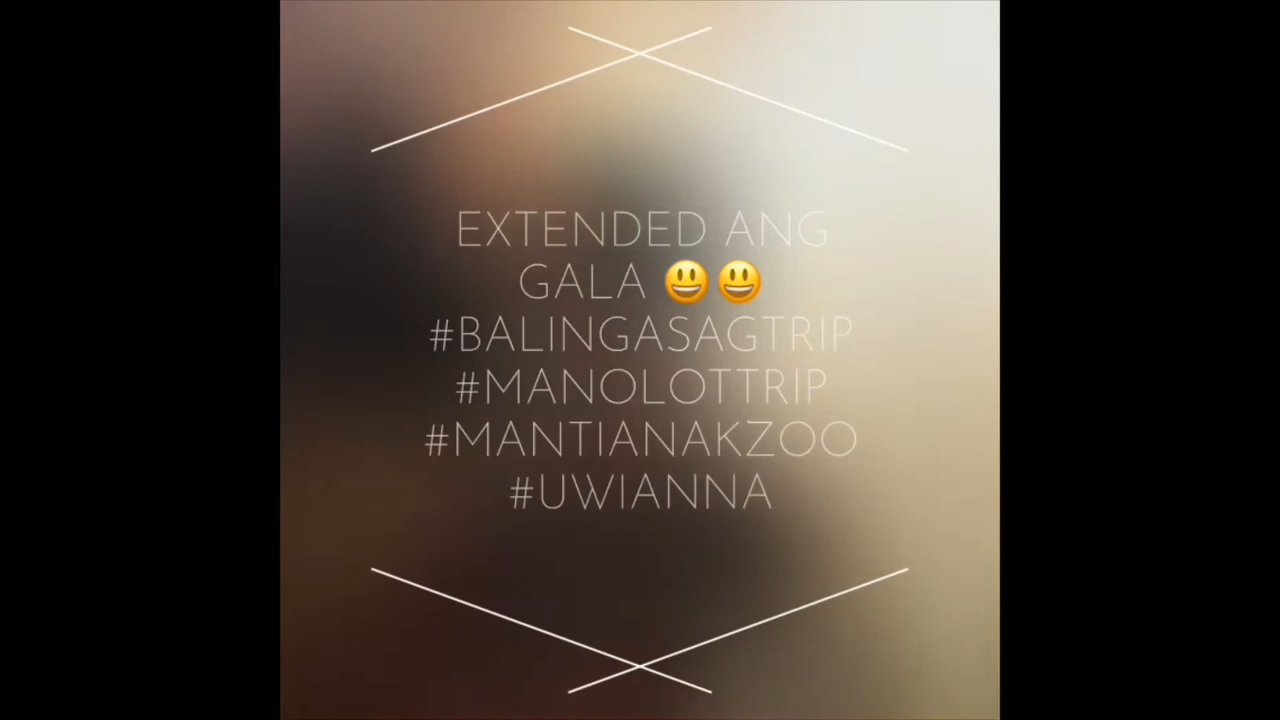 EXTENDED ANG
GALA 😃😃
#BALINGASAGTRIP
#MANOLOTTRIP
#MANTIANAKZOO
#UWIANNA